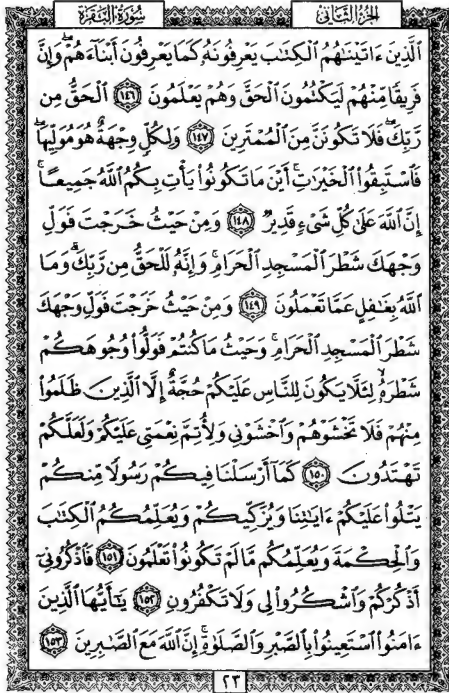 الجزء الثاني سورة البقرة
ٱلَّذِينَ ءَاتَيْنَٰهُمُ ٱلْكِتَٰبَ يَعْرِفُونَهُۥ كَمَا يَعْرِفُونَ أَبْنَآءَهُمْ ۖ وَإِنَّ
فَرِيقًا مِّنْهُمْ لَيَكْتُمُونَ ٱلْحَقَّ وَهُمْ يَعْلَمُونَ ١٤٦ ٱلْحَقُّ مِن
رَّبِّكَ ۖ فَلَا تَكُونَنَّ مِنَ ٱلْمُمْتَرِينَ ١٤٧ وَلِكُلٍّ وِجْهَةٌ هُوَ مُوَلِّيهَا ۖ
فَٱسْتَبِقُوا۟ ٱلْخَيْرَٰتِ ۚ أَيْنَ مَا تَكُونُوا۟ يَأْتِ بِكُمُ ٱللَّهُ جَمِيعًا ۚ
إِنَّ ٱللَّهَ عَلَىٰ كُلِّ شَىْءٍ قَدِيرٌ ١٤٨ وَمِنْ حَيْثُ خَرَجْتَ فَوَلِّ
وَجْهَكَ شَطْرَ ٱلْمَسْجِدِ ٱلْحَرَامِ ۖ وَإِنَّهُۥ لَلْحَقُّ مِن رَّبِّكَ ۗ وَمَا
ٱللَّهُ بِغَٰفِلٍ عَمَّا تَعْمَلُونَ ١٤٩ وَمِنْ حَيْثُ خَرَجْتَ فَوَلِّ وَجْهَكَ
شَطْرَ ٱلْمَسْجِدِ ٱلْحَرَامِ ۚ وَحَيْثُ مَا كُنتُمْ فَوَلُّوا۟ وُجُوهَكُمْ
شَطْرَهُۥ لِئَلَّا يَكُونَ لِلنَّاسِ عَلَيْكُمْ حُجَّةٌ إِلَّا ٱلَّذِينَ ظَلَمُوا۟
مِنْهُمْ فَلَا تَخْشَوْهُمْ وَٱخْشَوْنِى وَلِأُتِمَّ نِعْمَتِى عَلَيْكُمْ وَلَعَلَّكُمْ
تَهْتَدُونَ ١٥٠ كَمَآ أَرْسَلْنَا فِيكُمْ رَسُولًا مِّنكُمْ
يَتْلُوا۟ عَلَيْكُمْ ءَايَٰتِنَا وَيُزَكِّيكُمْ وَيُعَلِّمُكُمُ ٱلْكِتَٰبَ
وَٱلْحِكْمَةَ وَيُعَلِّمُكُم مَّا لَمْ تَكُونُوا۟ تَعْلَمُونَ ١٥١ فَٱذْكُرُونِىٓ
أَذْكُرْكُمْ وَٱشْكُرُوا۟ لِى وَلَا تَكْفُرُونِ ١٥٢ يَٰٓأَيُّهَا ٱلَّذِينَ
ءَامَنُوا۟ ٱسْتَعِينُوا۟ بِٱلصَّبْرِ وَٱلصَّلَوٰةِ ۚ إِنَّ ٱللَّهَ مَعَ ٱلصَّٰبِرِينَ ١٥٣
٢٣